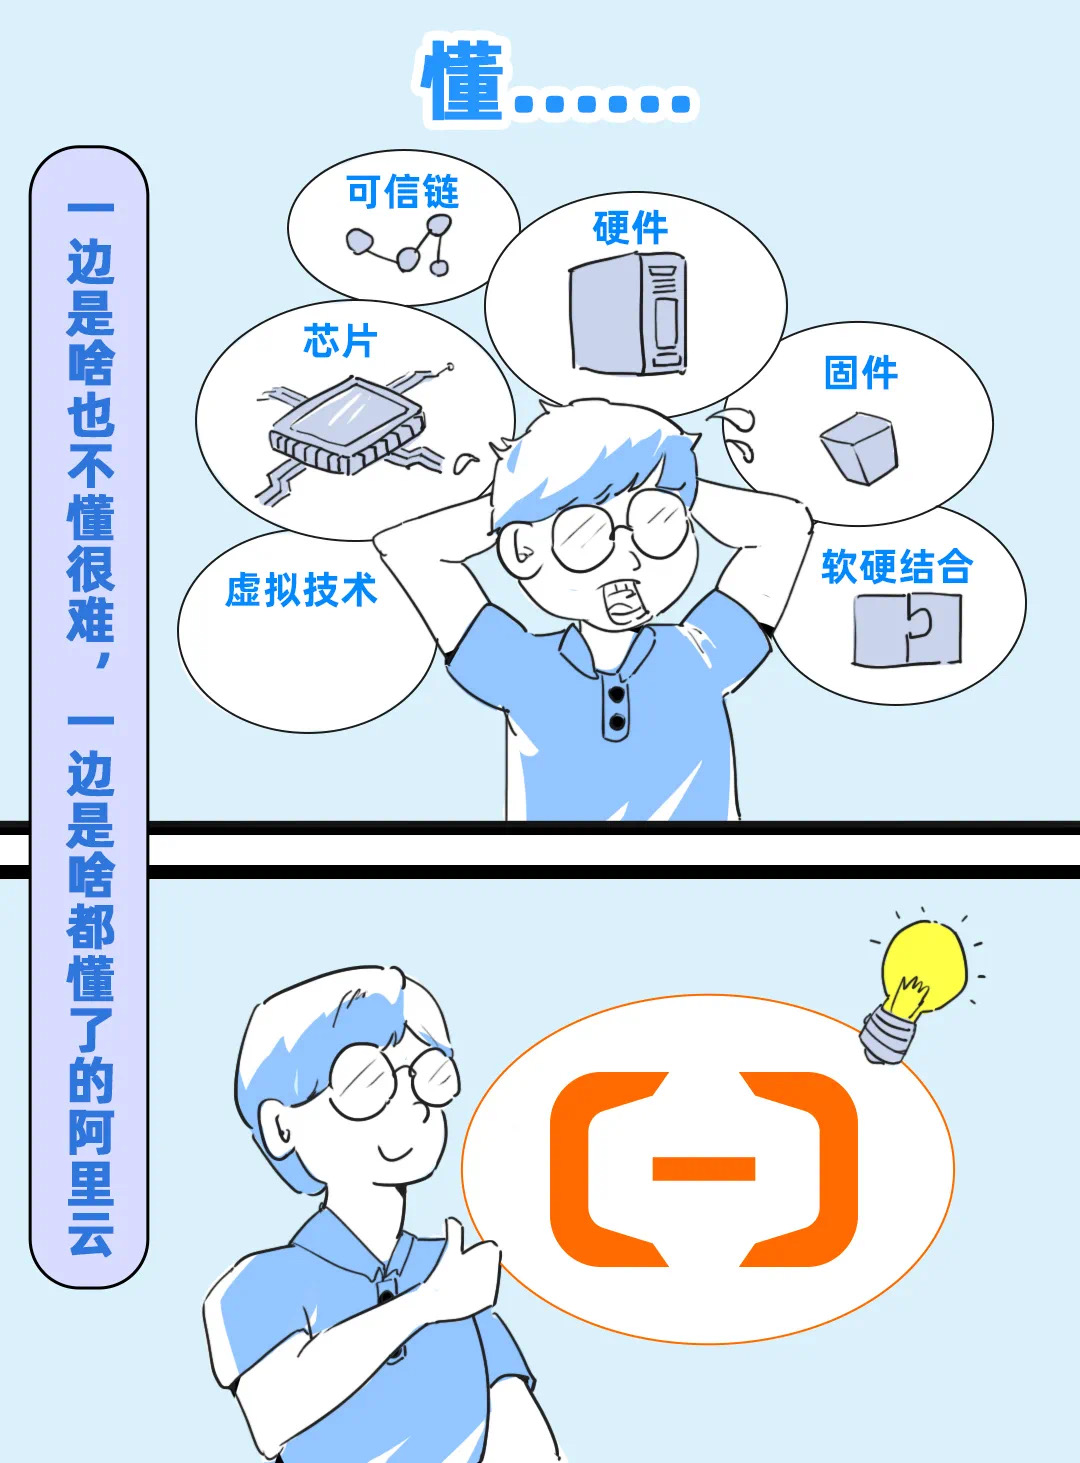 懂……
一边是啥也不懂很难，一边是啥都懂了的阿里云
可信链
硬件
芯片
固件
虚拟技术
软硬结合